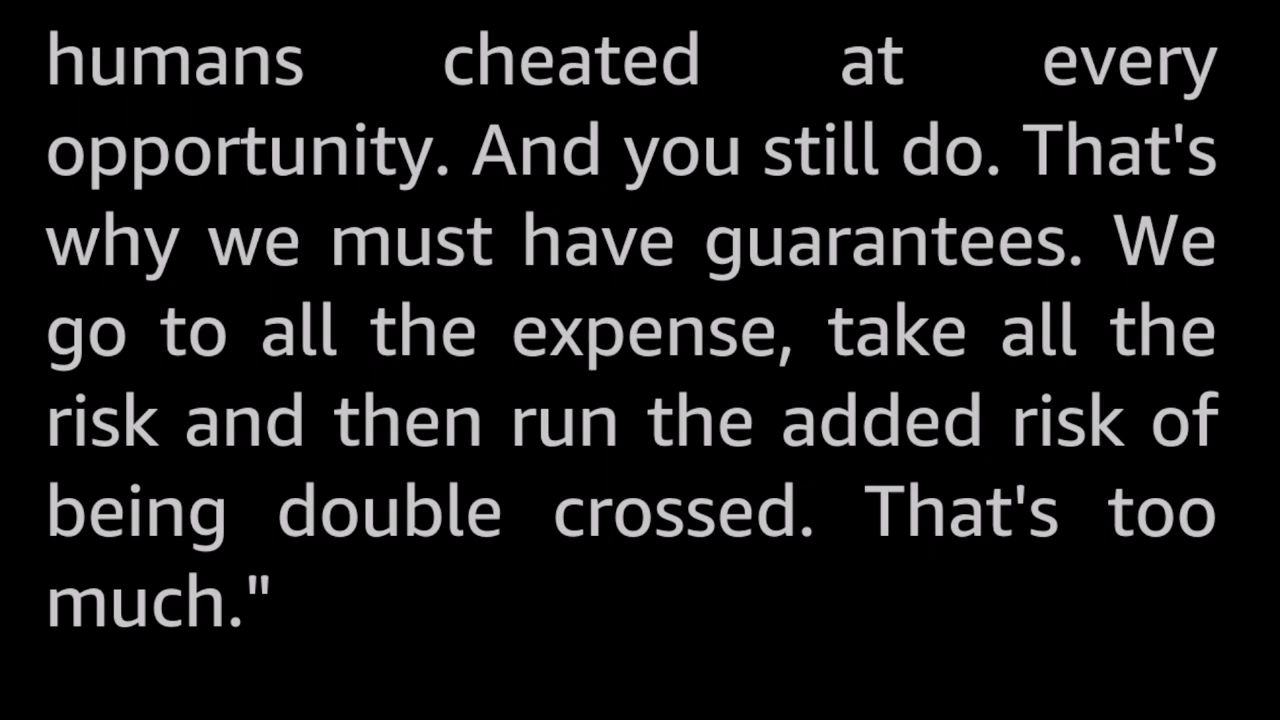 humans cheated at every
opportunity. And you still do. That's
why we must have guarantees. We
go to all the expense, take all the
risk and then run the added risk of
being double crossed. That's too
much."